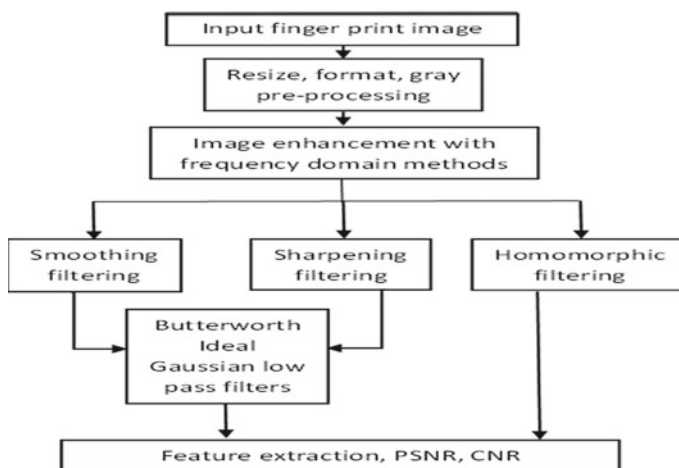 Input finger print image
Resize, format, gray
pre-processing
Image enhancement with
frequency domain methods
Smoothing
filtering
Sharpening
filtering
Homomorphic
filtering
Butterworth
Ideal
Gaussian low
pass filters
Feature extraction, PSNR, CNR